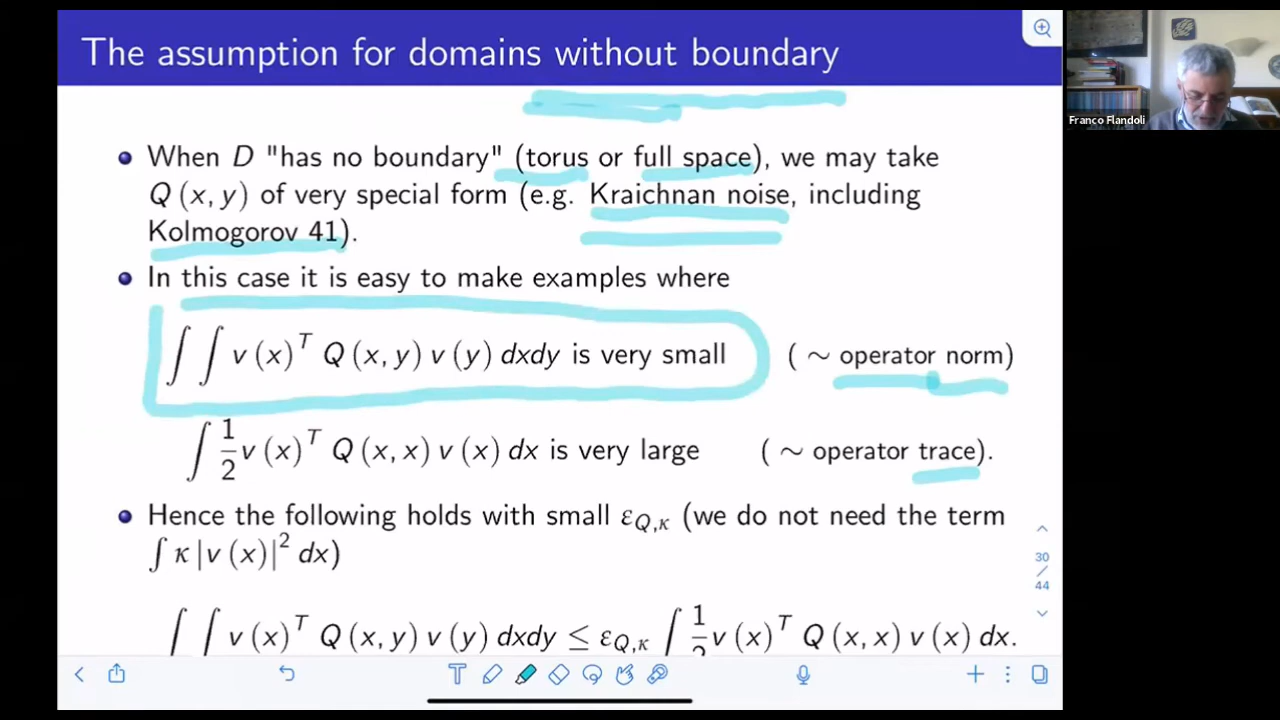 The assumption for domains without boundary
When D "has no boundary" (torus or full space), we may take
Q (x, y) of very special form (e.g. Kraichnan noise, including
Kolmogorov 41).
In this case it is easy to make examples where
∫ ∫ v (x)ᵀ Q (x, y) v (y) dxdy is very small ( ∼ operator norm)
∫ 1/2 v (x)ᵀ Q (x, x) v (x) dx is very large ( ∼ operator trace).
Hence the following holds with small ε_{Q,κ} (we do not need the term
∫ κ |v (x)|² dx)
∫ ∫ v (x)ᵀ Q (x, y) v (y) dxdy ≤ ε_{Q,κ} ∫ 1/2 v (x)ᵀ Q (x, x) v (x) dx.
30
/
44
Franco Flandoli